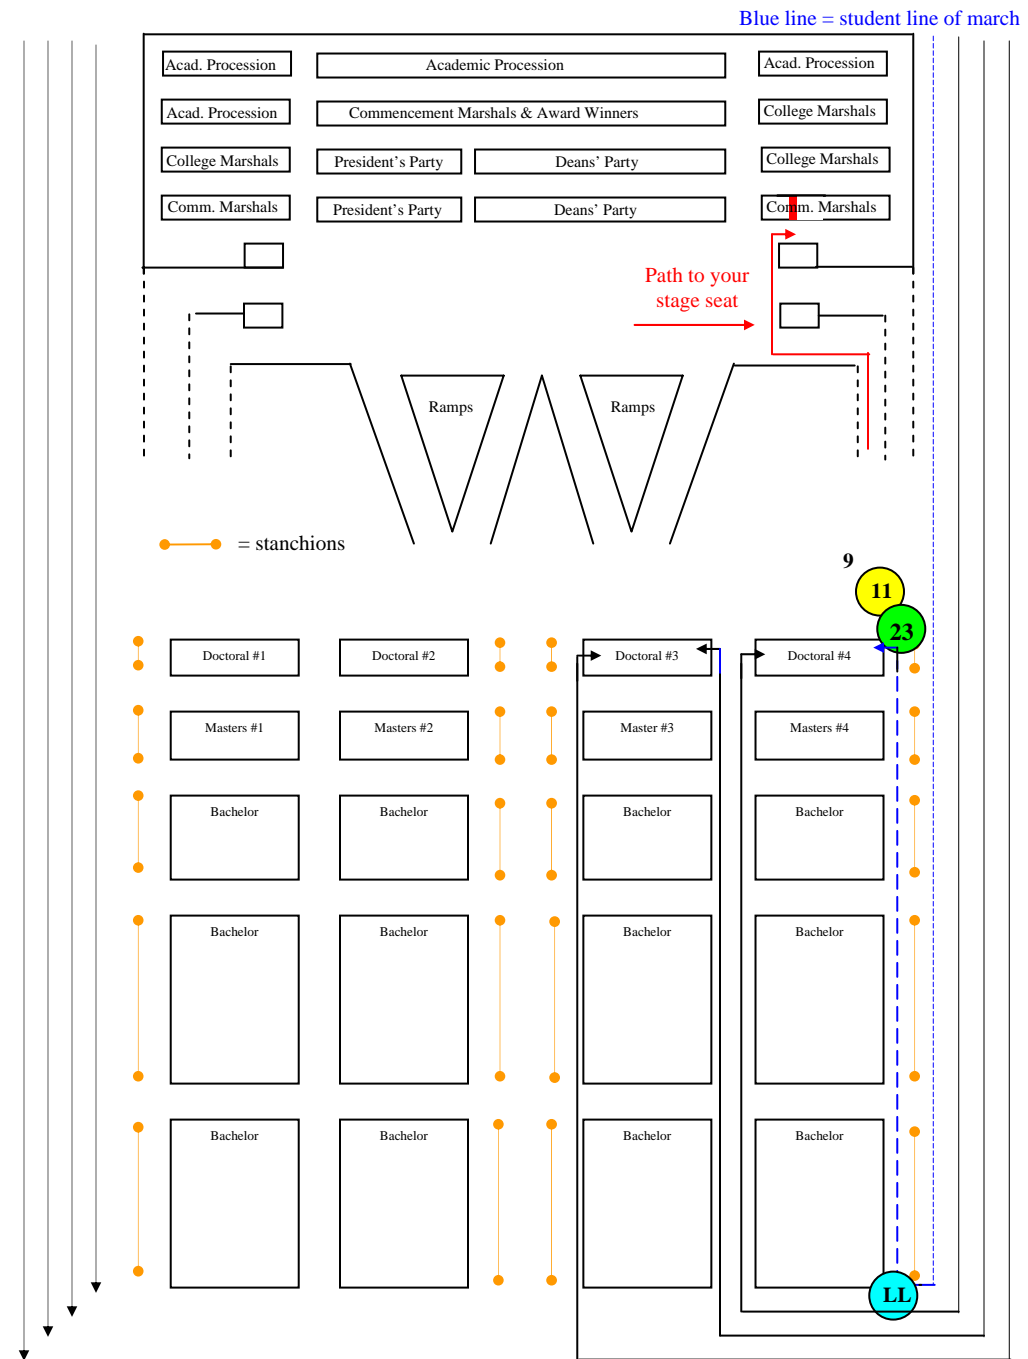 Blue line = student line of march
Acad. Procession
Academic Procession
Acad. Procession
Acad. Procession
Commencement Marshals & Award Winners
College Marshals
College Marshals
President's Party
Deans' Party
College Marshals
Comm. Marshals
President's Party
Deans' Party
Comm. Marshals
Path to your
stage seat
Ramps
Ramps
= stanchions
9
11
23
Doctoral #1
Doctoral #2
Doctoral #3
Doctoral #4
Masters #1
Masters #2
Master #3
Masters #4
Bachelor
Bachelor
Bachelor
Bachelor
Bachelor
Bachelor
Bachelor
Bachelor
Bachelor
Bachelor
Bachelor
Bachelor
LL